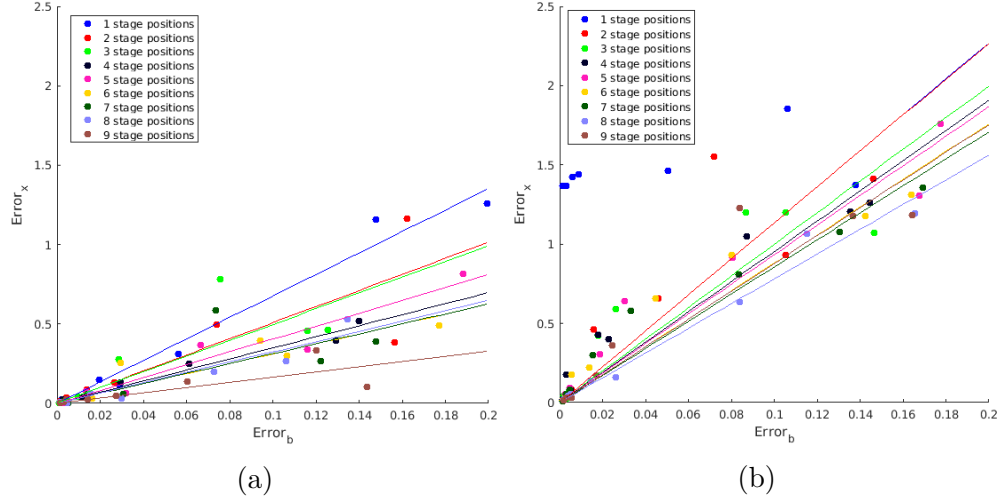 2.5
2
1.5
1
0.5
0
Error_x
1 stage positions
2 stage positions
3 stage positions
4 stage positions
5 stage positions
6 stage positions
7 stage positions
8 stage positions
9 stage positions
0 0.02 0.04 0.06 0.08 0.1 0.12 0.14 0.16 0.18 0.2
Error_b
(a)
2.5
2
1.5
1
0.5
0
Error_x
1 stage positions
2 stage positions
3 stage positions
4 stage positions
5 stage positions
6 stage positions
7 stage positions
8 stage positions
9 stage positions
0 0.02 0.04 0.06 0.08 0.1 0.12 0.14 0.16 0.18 0.2
Error_b
(b)